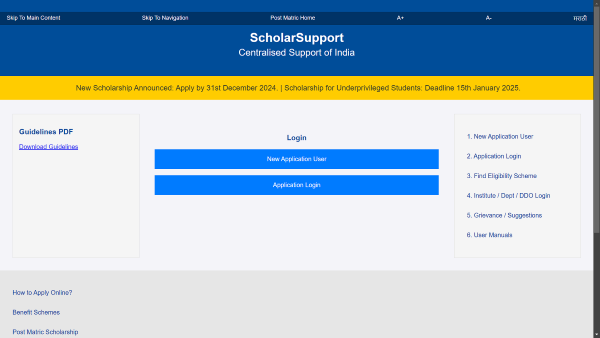 Skip To Main Content Skip To Navigation Post Matric Home A+ A- मराठी
ScholarSupport
Centralised Support of India
New Scholarship Announced: Apply by 31st December 2024. | Scholarship for Underprivileged Students: Deadline 15th January 2025.
Guidelines PDF
Download Guidelines
Login
New Application User
Application Login
1. New Application User
2. Application Login
3. Find Eligibility Scheme
4. Institute / Dept / DDO Login
5. Grievance / Suggestions
6. User Manuals
How to Apply Online?
Benefit Schemes
Post Matric Scholarship